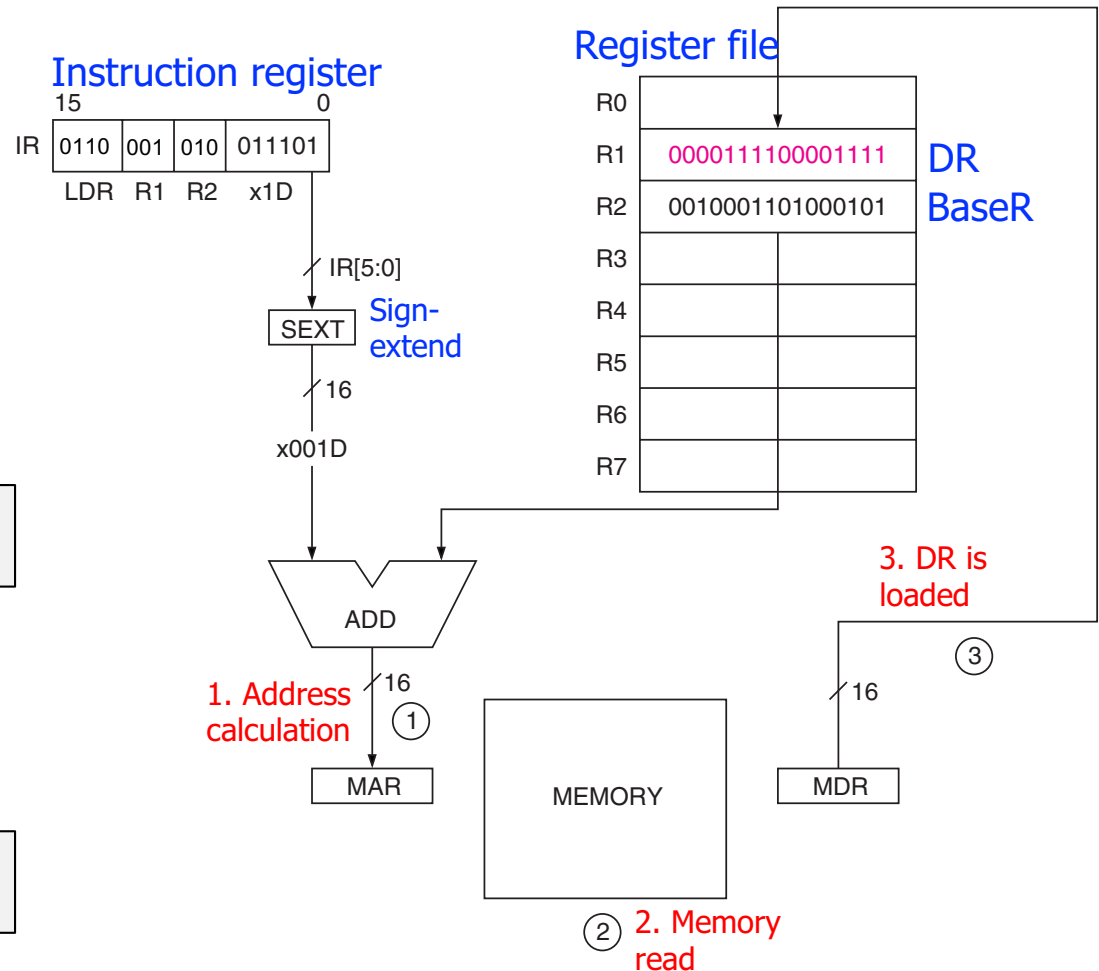 Instruction register
15 0
IR 0110 001 010 011101
LDR R1 R2 x1D
IR[5:0]
SEXT
Sign-
extend
16
x001D
Register file
R0
R1 0000111100001111 DR
R2 0010001101000101 BaseR
R3
R4
R5
R6
R7
ADD
1. Address
calculation
16
1
MAR
MEMORY
2
2. Memory
read
3. DR is
loaded
3
16
MDR